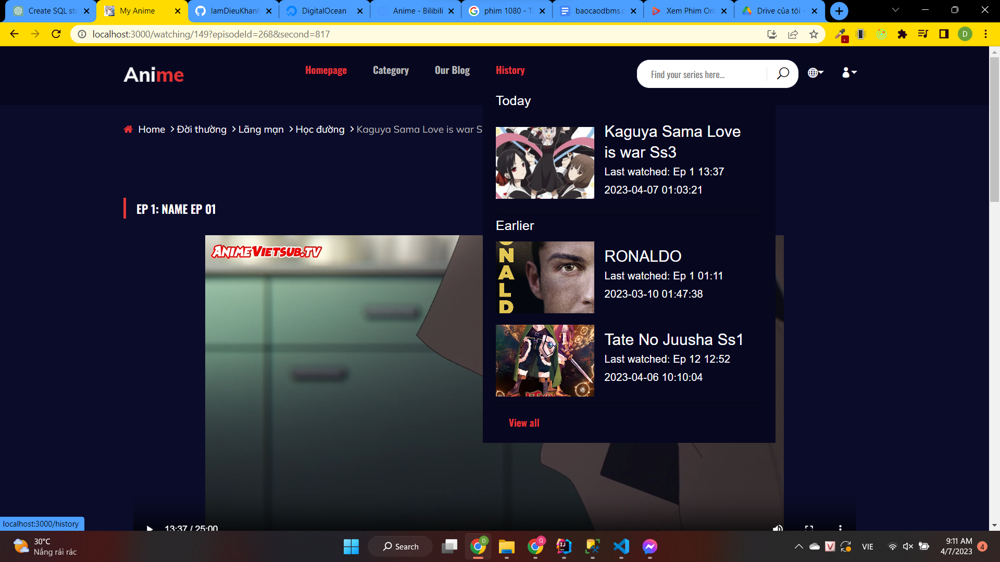 Create SQL sto
My Anime
IamDieuKhanh
DigitalOcean
Anime - Bilibili
phim 1080 - Tì
baocaodbms.d
Xem Phim Onl
Drive của tôi -
localhost:3000/watching/149?episodeId=268&second=817
D
Anime
Homepage
Category
Our Blog
History
Find your series here...
Home
Đời thường
Lãng mạn
Học đường
Kaguya Sama Love is war S
Today
Kaguya Sama Love
is war Ss3
Last watched: Ep 1 13:37
2023-04-07 01:03:21
EP 1: NAME EP 01
Earlier
ANIMEVIETSUB.TV
ONALD
RONALDO
Last watched: Ep 1 01:11
2023-03-10 01:47:38
Tate No Juusha Ss1
Last watched: Ep 12 12:52
2023-04-06 10:10:04
View all
localhost:3000/history
13:37 / 25:00
30°C
Nắng rải rác
Search
D
Q
IJ
V
VIE
9:11 AM
4/7/2023
4